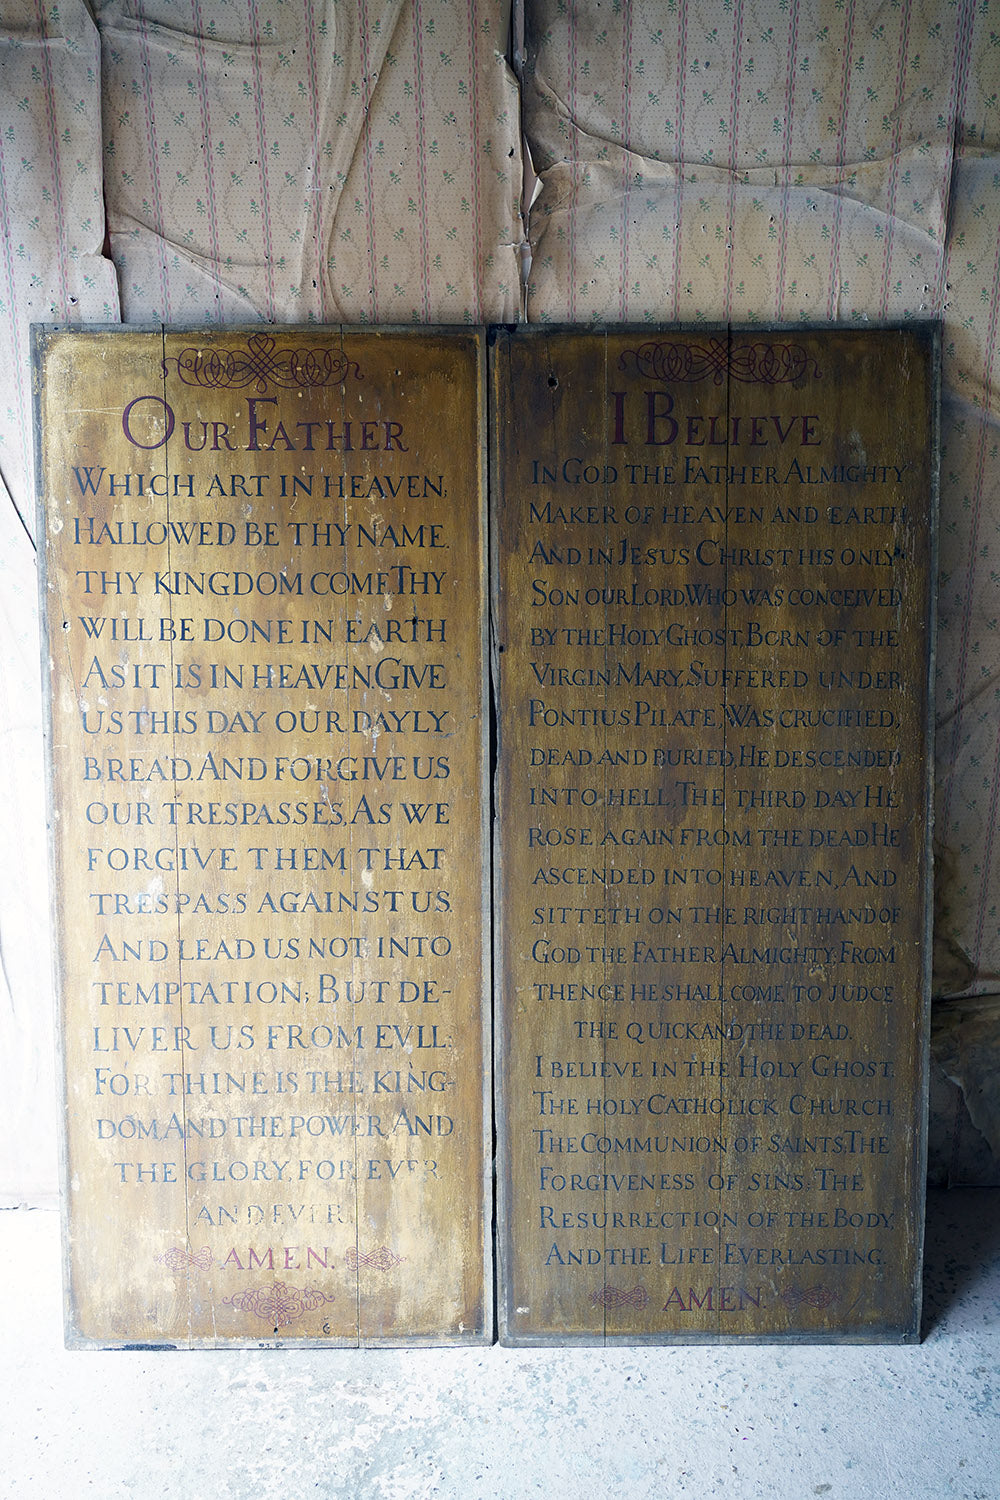 OUR FATHER
WHICH ART IN HEAVEN;
HALLOWED BE THY NAME.
THY KINGDOM COME. THY
WILL BE DONE IN EARTH
AS IT IS IN HEAVEN GIVE
US THIS DAY OUR DAYLY
BREAD. AND FORGIVE US
OUR TRESPASSES, AS WE
FORGIVE THEM THAT
TRESPASS AGAINST US.
AND LEAD US NOT INTO
TEMPTATION; BUT DE-
LIVER US FROM EVLL:
FOR THINE IS THE KING-
DOM AND THE POWER AND
THE GLORY, FOR EVER
AND EVER.
AMEN.
I BELIEVE
IN GOD THE FATHER ALMIGHTY
MAKER OF HEAVEN AND EARTH
AND IN JESUS CHRIST HIS ONLY
SON OUR LORD, WHO WAS CONCEIVED
BY THE HOLY GHOST, BORN OF THE
VIRGIN MARY, SUFFERED UNDER
PONTIUS PILATE, WAS CRUCIFIED,
DEAD AND BURIED, HE DESCENDED
INTO HELL, THE THIRD DAY HE
ROSE AGAIN FROM THE DEAD HE
ASCENDED INTO HEAVEN, AND
SITTETH ON THE RIGHT HAND OF
GOD THE FATHER ALMIGHTY: FROM
THENCE HE SHALL COME TO JUDGE
THE QUICK AND THE DEAD.
I BELIEVE IN THE HOLY GHOST.
THE HOLY CATHOLICK CHURCH
THE COMMUNION OF SAINTS, THE
FORGIVENESS OF SINS: THE
RESURRECTION OF THE BODY,
AND THE LIFE EVERLASTING.
AMEN.